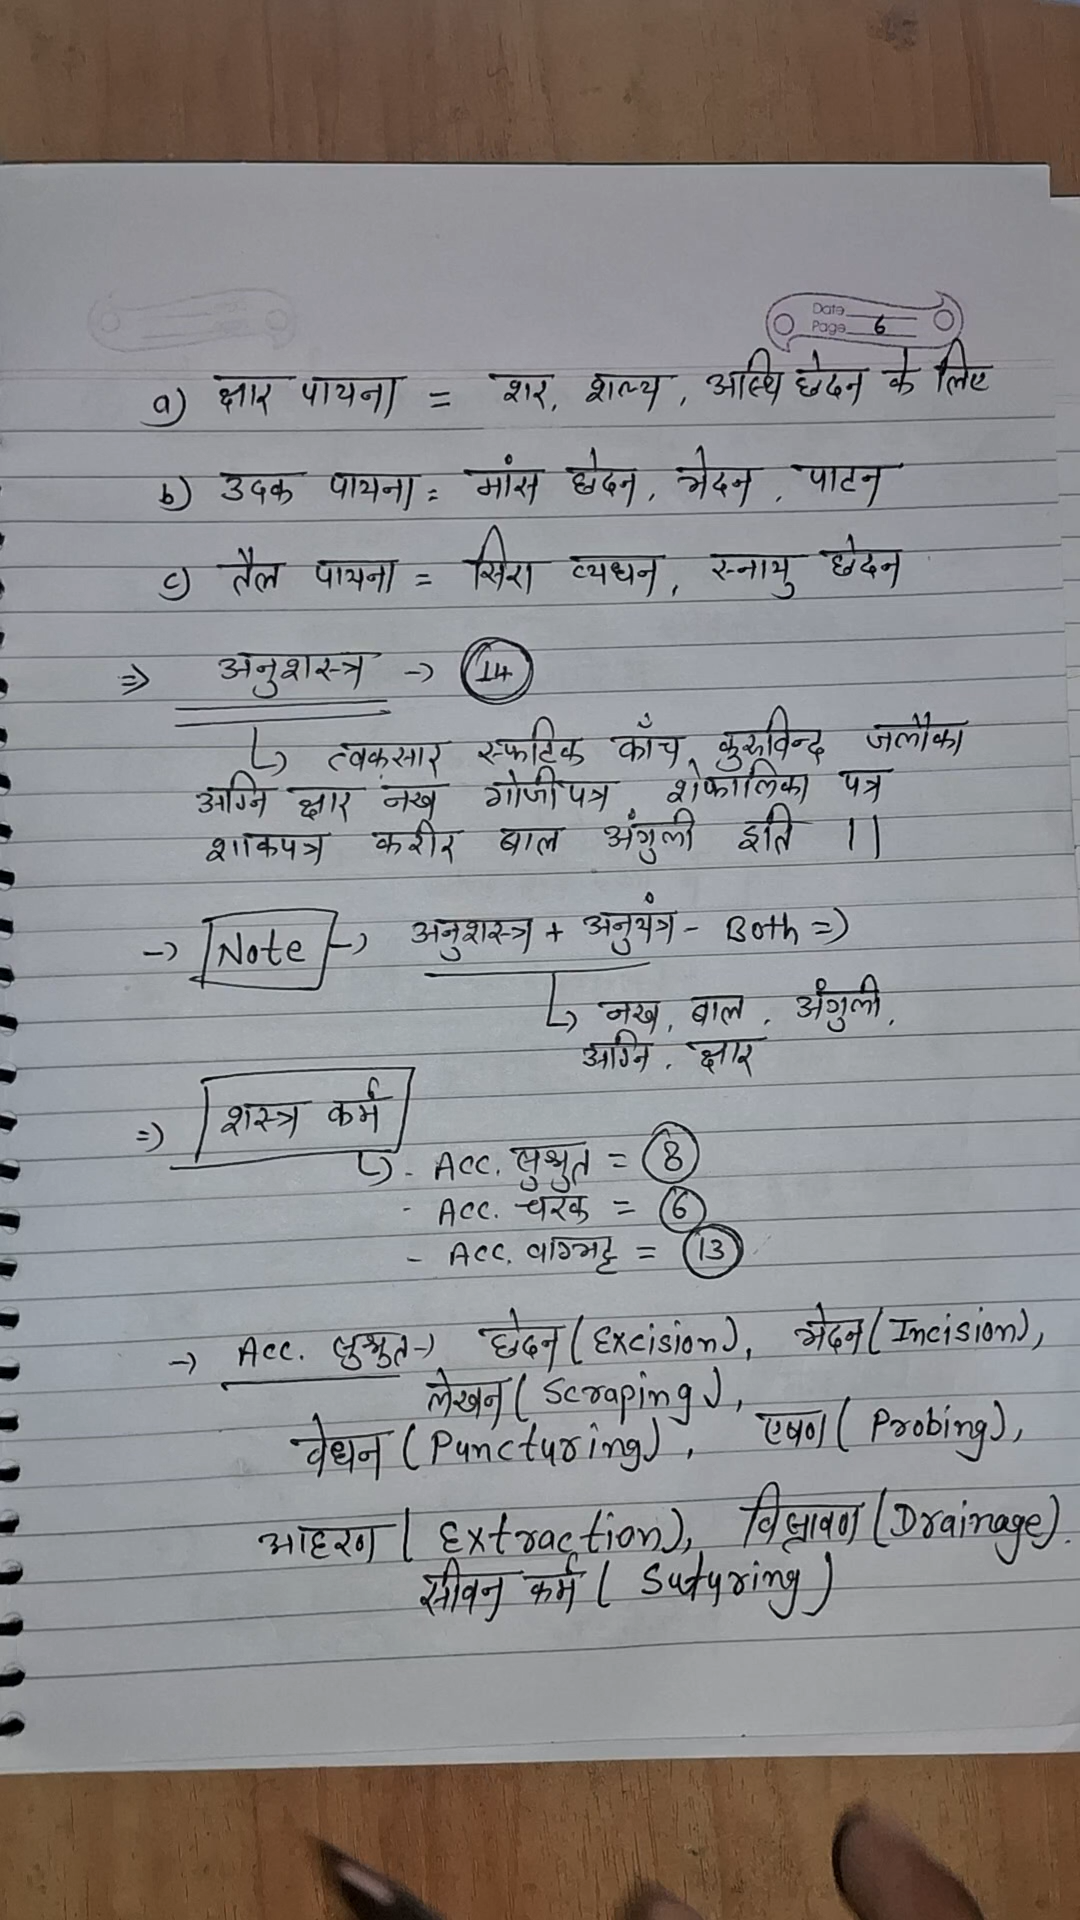 Date
Page 6
a) क्षार पायना = शर, शल्य, अस्थि छेदन के लिए
b) उदक पायना = मांस छेदन, भेदन, पाटन
c) तैल पायना = सिरा व्यधन, स्नायु छेदन
⇒ अनुशस्त्र → 14
↳ त्वकसार स्फटिक काँच कुरुविन्द जलौका
अग्नि क्षार नख गोजीपत्र शेफालिका पत्र
शाकपत्र करीर बाल अंगुली इति ||
→ Note → अनुशस्त्र + अनुयंत्र - Both ⇒
↳ नख, बाल, अंगुली,
अग्नि, क्षार
⇒ शस्त्र कर्म
↳ - Acc. सुश्रुत = 8
- Acc. चरक = 6
- Acc. वाग्भट्ट = 13
→ Acc. सुश्रुत → छेदन (Excision), भेदन (Incision),
लेखन (Scraping),
वेधन (Puncturing), एषण (Probing),
आहरण (Extraction), विस्रावण (Drainage).
सीवन कर्म (Suturing)